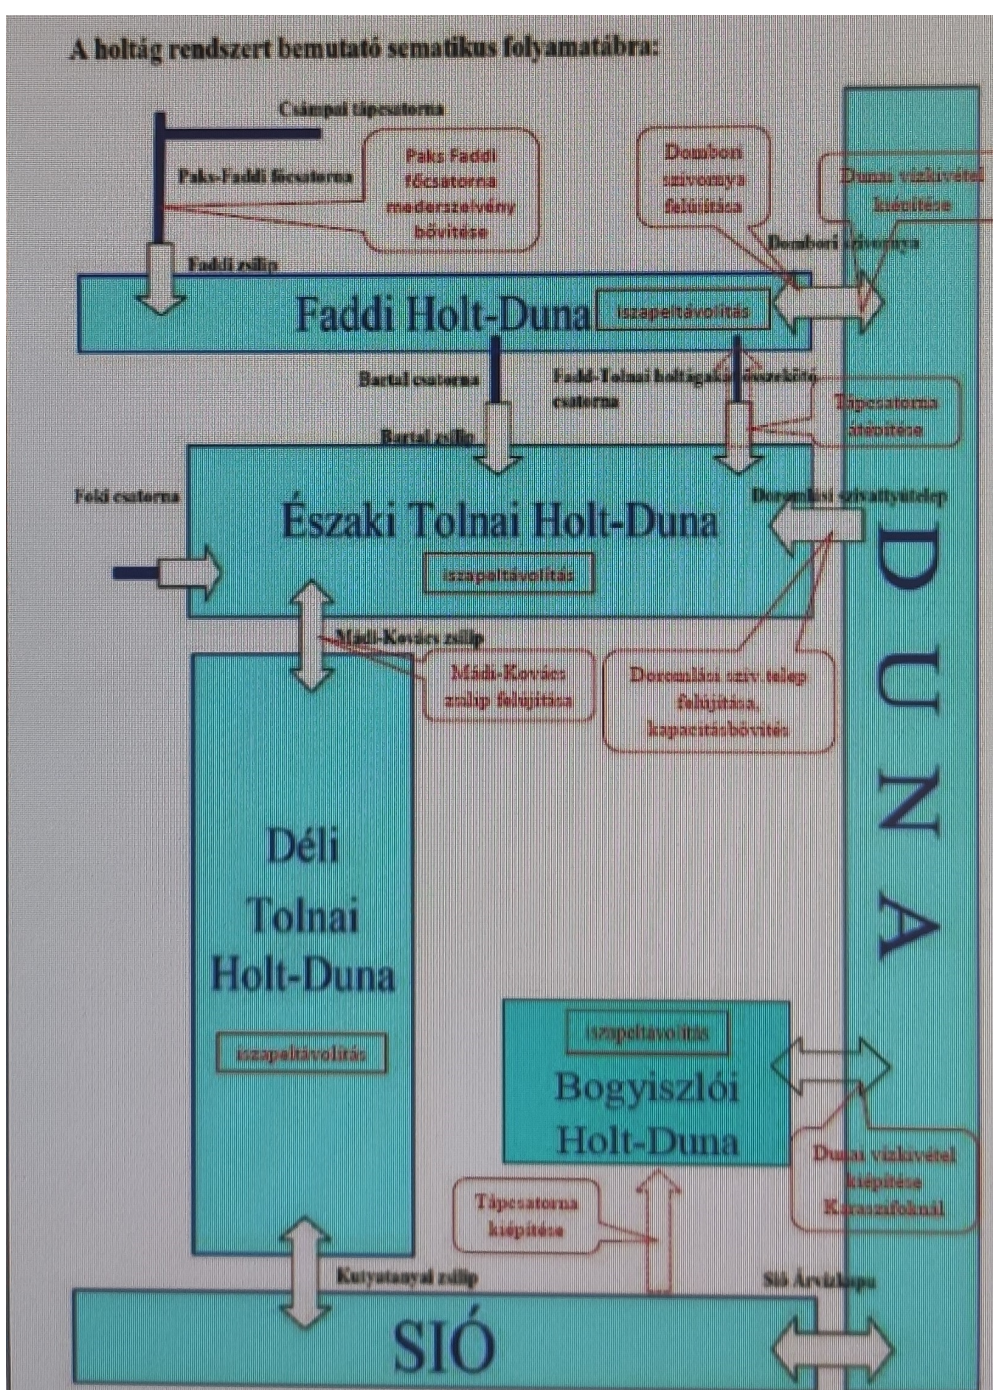 A holtág rendszert bemutató sematikus folyamatábra:
Csámpai tápcsatorna
Paks-Faddi főcsatorna
Paks Faddi
főcsatorna
mederszelvény
bővítése
Dombori
szivornya
felújítása
Dunai vízkivétel
kiépítése
Dombori szivornya
Faddi zsilip
Faddi Holt-Duna
iszapeltávolítás
Bartal csatorna
Fadd-Tolnai holtágakat összekötő
csatorna
Tápcsatorna
átépítése
Bartal zsilip
Foki csatorna
Doromlási szivattyútelep
Északi Tolnai Holt-Duna
iszapeltávolítás
DUNA
Mádi-Kovács zsilip
Mádi-Kovács
zsilip felújítása
Doromlási sziv.telep
felújítása,
kapacitásbővítés
Déli
Tolnai
Holt-Duna
iszapeltávolítás
iszapeltávolítás
Bogyiszlói
Holt-Duna
Dunai vízkivétel
kiépítése
Karaszifoknál
Tápcsatorna
kiépítése
Kutyatanyai zsilip
Sió Árvízkapu
SIÓ